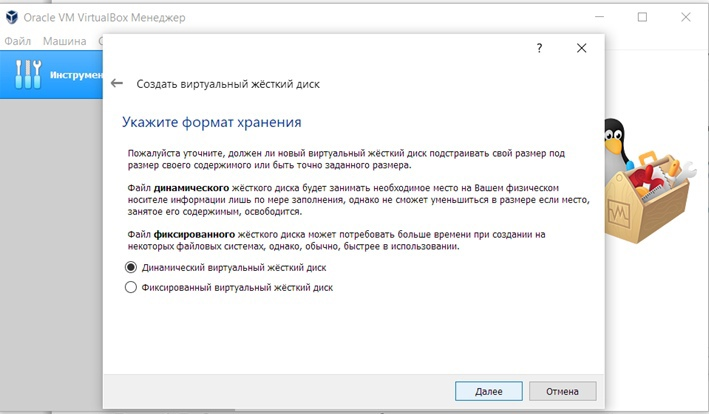 Oracle VM VirtualBox Менеджер
Файл Машина
Инструмен
?
Создать виртуальный жёсткий диск
Укажите формат хранения
Пожалуйста уточните, должен ли новый виртуальный жёсткий диск подстраивать свой размер под
размер своего содержимого или быть точно заданного размера.
Файл динамического жёсткого диска будет занимать необходимое место на Вашем физическом
носителе информации лишь по мере заполнения, однако не сможет уменьшиться в размере если место,
занятое его содержимым, освободится.
Файл фиксированного жёсткого диска может потребовать больше времени при создании на
некоторых файловых системах, однако, обычно, быстрее в использовании.
Динамический виртуальный жёсткий диск
Фиксированный виртуальный жёсткий диск
Далее Отмена